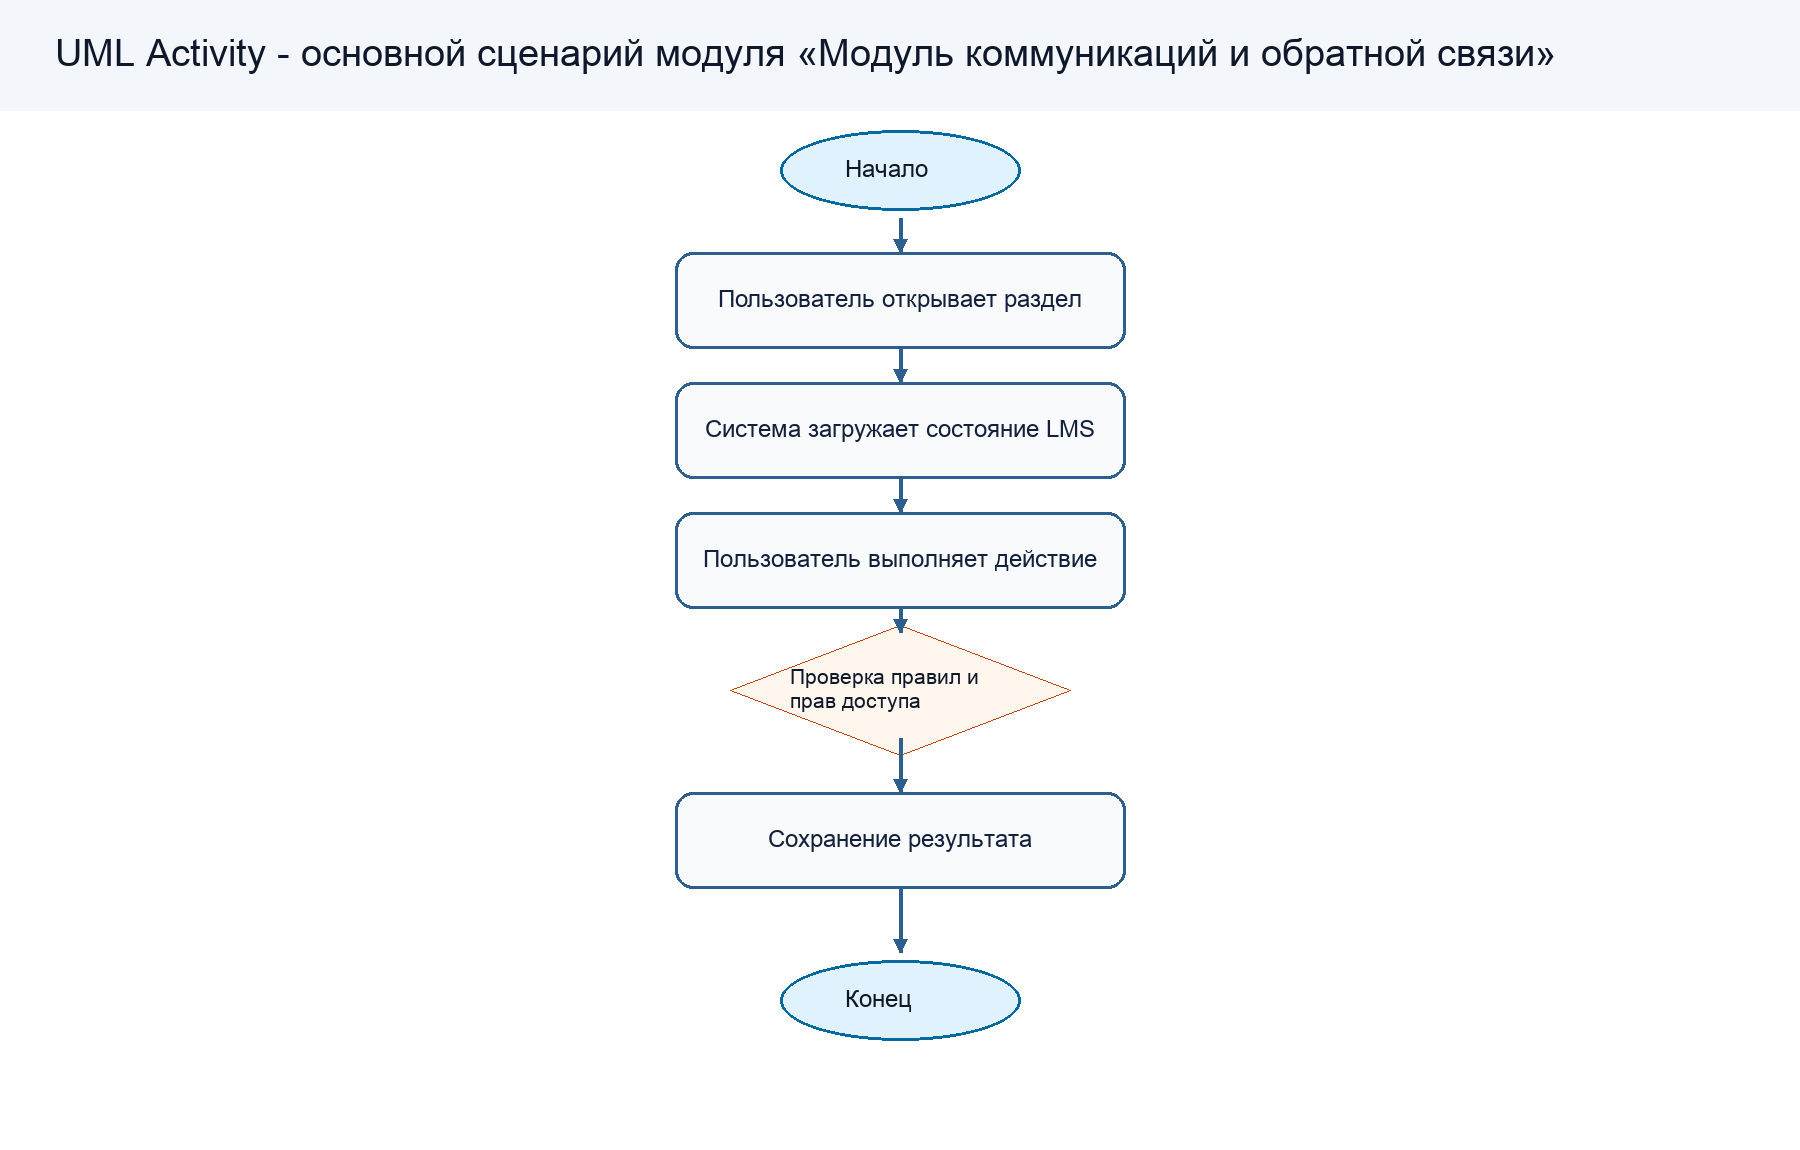 UML Activity - основной сценарий модуля «Модуль коммуникаций и обратной связи»
Начало
Пользователь открывает раздел
Система загружает состояние LMS
Пользователь выполняет действие
Проверка правил и
прав доступа
Сохранение результата
Конец